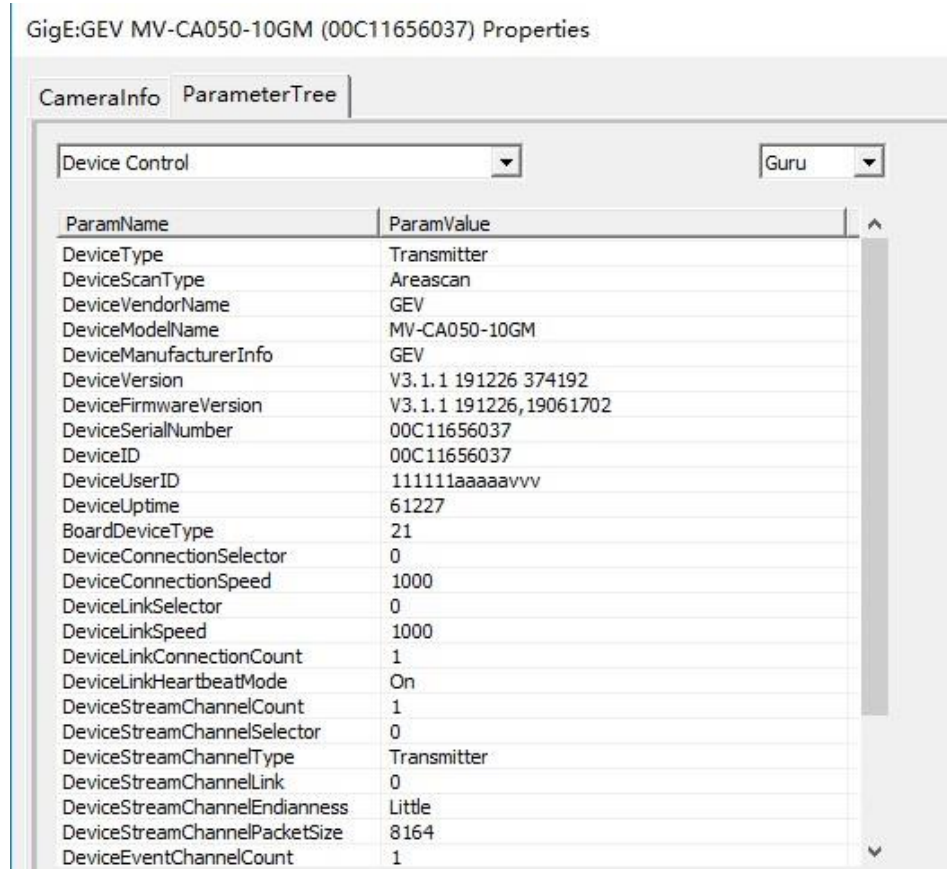 GigE:GEV MV-CA050-10GM (00C11656037) Properties
CameraInfo ParameterTree
Device Control Guru
ParamName ParamValue
DeviceType Transmitter
DeviceScanType Areascan
DeviceVendorName GEV
DeviceModelName MV-CA050-10GM
DeviceManufacturerInfo GEV
DeviceVersion V3.1.1 191226 374192
DeviceFirmwareVersion V3.1.1 191226,19061702
DeviceSerialNumber 00C11656037
DeviceID 00C11656037
DeviceUserID 111111aaaaavvv
DeviceUptime 61227
BoardDeviceType 21
DeviceConnectionSelector 0
DeviceConnectionSpeed 1000
DeviceLinkSelector 0
DeviceLinkSpeed 1000
DeviceLinkConnectionCount 1
DeviceLinkHeartbeatMode On
DeviceStreamChannelCount 1
DeviceStreamChannelSelector 0
DeviceStreamChannelType Transmitter
DeviceStreamChannelLink 0
DeviceStreamChannelEndianness Little
DeviceStreamChannelPacketSize 8164
DeviceEventChannelCount 1